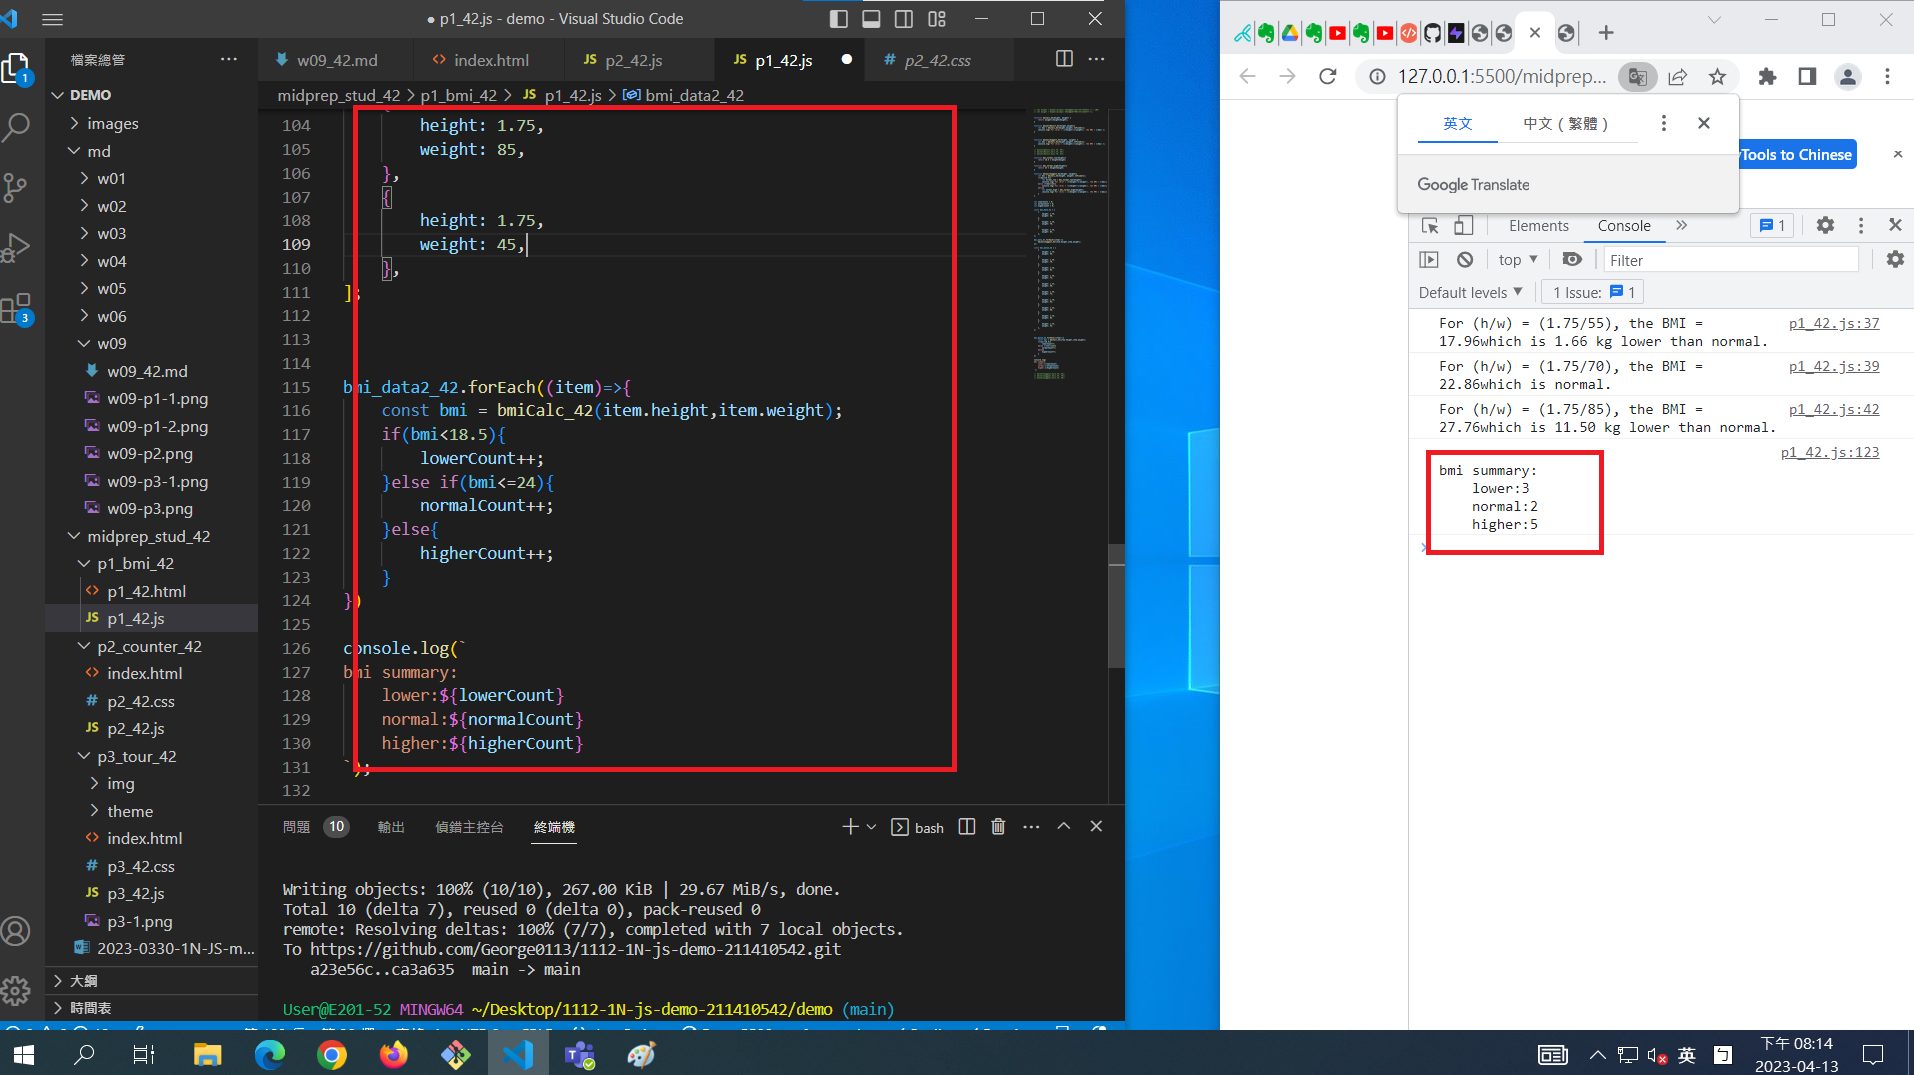 p1_42.js - demo - Visual Studio Code
檔案總管
w09_42.md
index.html
p2_42.js
p1_42.js
p2_42.css
midprep_stud_42 > p1_bmi_42 > JS p1_42.js > bmi_data2_42
DEMO
images
md
w01
w02
w03
w04
w05
w06
w09
w09_42.md
w09-p1-1.png
w09-p1-2.png
w09-p2.png
w09-p3-1.png
w09-p3.png
midprep_stud_42
p1_bmi_42
p1_42.html
JS p1_42.js
p2_counter_42
index.html
# p2_42.css
JS p2_42.js
p3_tour_42
img
theme
index.html
# p3_42.css
JS p3_42.js
p3-1.png
2023-0330-1N-JS-m...
大綱
時間表
1
3
104 height: 1.75,
105 weight: 85,
106 },
107 {
108 height: 1.75,
109 weight: 45,
110 },
111 ];
112
113
114
115 bmi_data2_42.forEach((item)=>{
116 const bmi = bmiCalc_42(item.height,item.weight);
117 if(bmi<18.5){
118 lowerCount++;
119 }else if(bmi<=24){
120 normalCount++;
121 }else{
122 higherCount++;
123 }
124 })
125
126 console.log(`
127 bmi summary:
128 lower:${lowerCount}
129 normal:${normalCount}
130 higher:${higherCount}
131 `);
132
問題 10 輸出 偵錯主控台 終端機
bash
Writing objects: 100% (10/10), 267.00 KiB | 29.67 MiB/s, done.
Total 10 (delta 7), reused 0 (delta 0), pack-reused 0
remote: Resolving deltas: 100% (7/7), completed with 7 local objects.
To https://github.com/George0113/1112-1N-js-demo-211410542.git
a23e56c..ca3a635 main -> main
User@E201-52 MINGW64 ~/Desktop/1112-1N-js-demo-211410542/demo (main)
127.0.0.1:5500/midprep...
英文 中文 ( 繁體 )
Google Translate
Tools to Chinese
Elements Console 1
top Filter
Default levels 1 Issue: 1
For (h/w) = (1.75/55), the BMI = p1_42.js:37
17.96which is 1.66 kg lower than normal.
For (h/w) = (1.75/70), the BMI = p1_42.js:39
22.86which is normal.
For (h/w) = (1.75/85), the BMI = p1_42.js:42
27.76which is 11.50 kg lower than normal.
p1_42.js:123
bmi summary:
lower:3
normal:2
higher:5
英
下午 08:14
2023-04-13